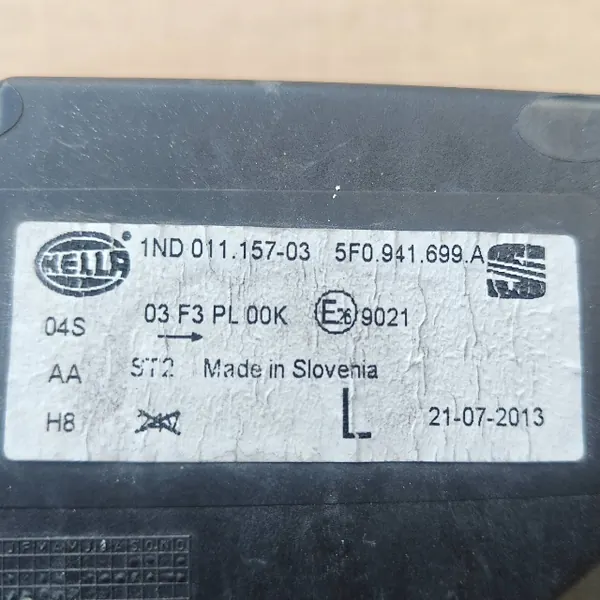 HELLA 1ND 011.157-03 5F0.941.699.A
04S 03 F3 PL 00K E26 9021
AA ST2 Made in Slovenia
H8 L 21-07-2013
J F M A M J J A S O N D